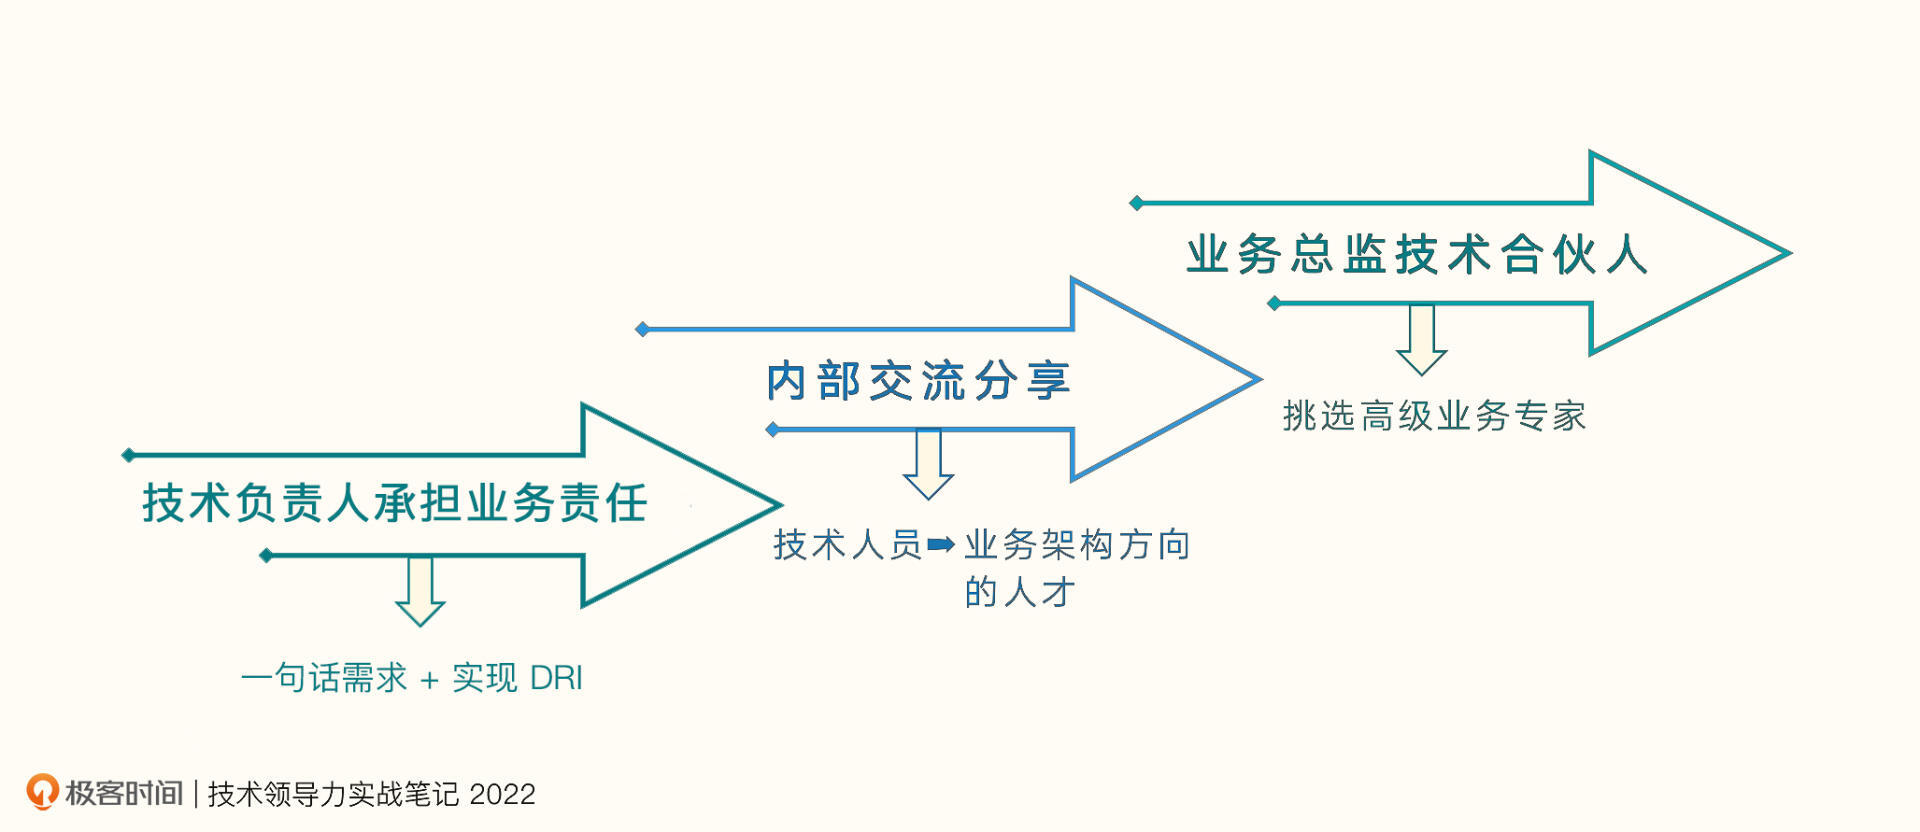 业务总监技术合伙人
挑选高级业务专家
内部交流分享
技术人员➡业务架构方向
的人才
技术负责人承担业务责任
一句话需求 + 实现 DRI
极客时间 | 技术领导力实战笔记 2022